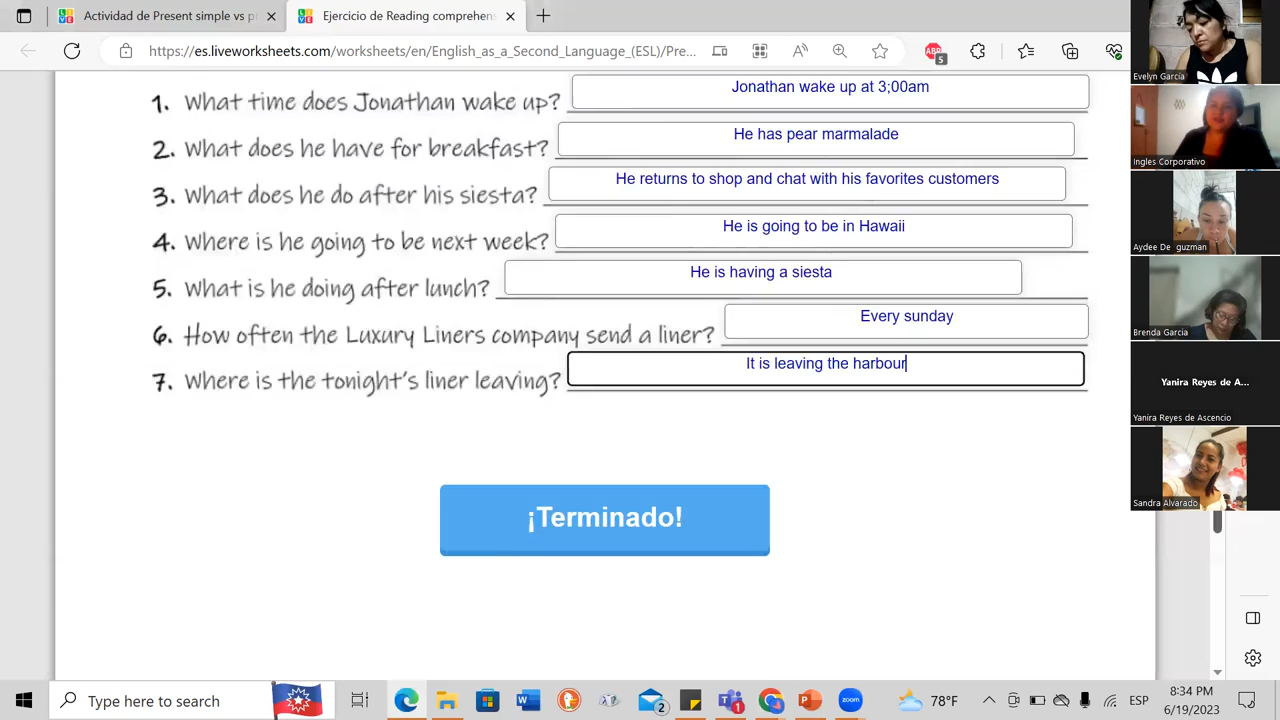 Actividad de Present simple vs pr
Ejercicio de Reading comprehens
https://es.liveworksheets.com/worksheets/en/English_as_a_Second_Language_(ESL)/Pre...
ABP
5
1. What time does Jonathan wake up? Jonathan wake up at 3;00am
2. What does he have for breakfast? He has pear marmalade
3. What does he do after his siesta? He returns to shop and chat with his favorites customers
4. Where is he going to be next week? He is going to be in Hawaii
5. What is he doing after lunch? He is having a siesta
6. How often the Luxury Liners company send a liner? Every sunday
7. Where is the tonight's liner leaving? It is leaving the harbour
¡Terminado!
Evelyn García
Ingles Corporativo
Aydee De guzman
Brenda Garcia
Yanira Reyes de A...
Yanira Reyes de Ascencio
Sandra Alvarado
Type here to search
2
1
zoom
78°F
ESP
8:34 PM
6/19/2023